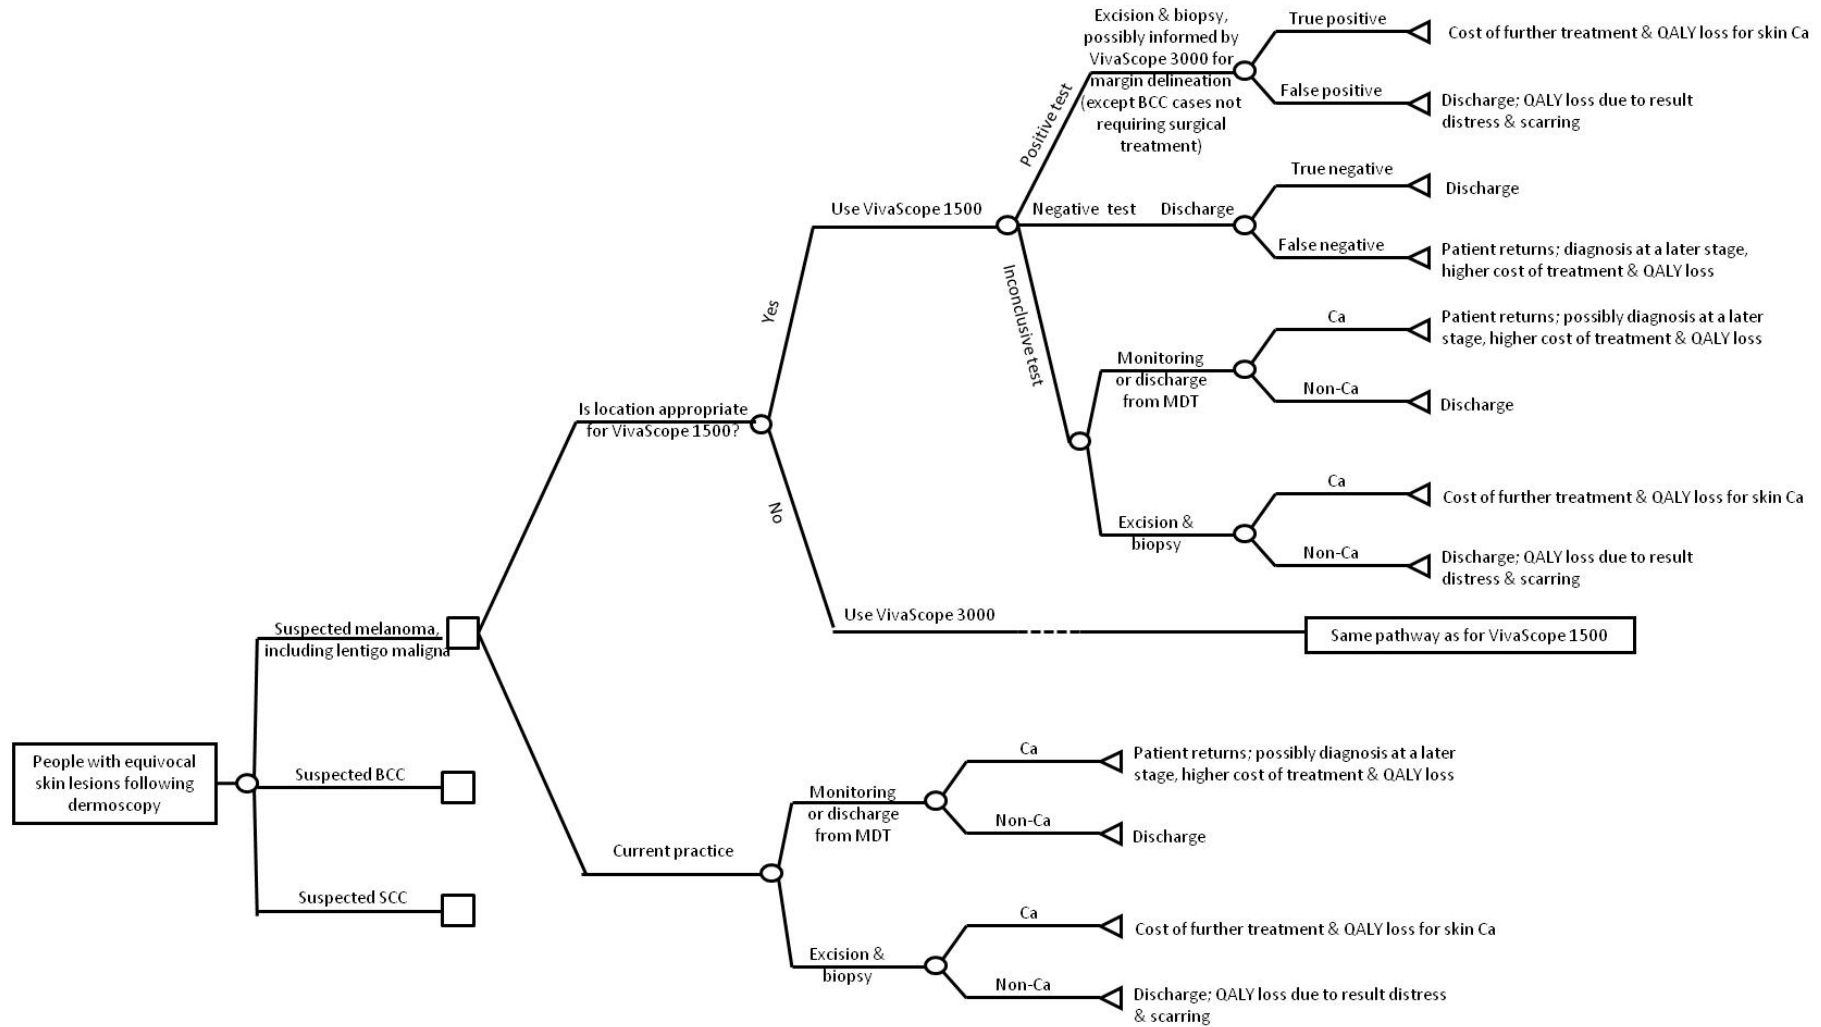 Excision & biopsy,
possibly informed by
VivaScope 3000 for
margin delineation
(except BCC cases not
requiring surgical
treatment)
True positive
Cost of further treatment & QALY loss for skin Ca
False positive
Discharge; QALY loss due to result
distress & scarring
Positive test
True negative
Discharge
Use VivaScope 1500
Negative test
Discharge
False negative
Patient returns; diagnosis at a later stage,
higher cost of treatment & QALY loss
Inconclusive test
Ca
Patient returns; possibly diagnosis at a later
stage, higher cost of treatment & QALY loss
Monitoring
or discharge
from MDT
Non-Ca
Discharge
Yes
Is location appropriate
for VivaScope 1500?
No
Ca
Cost of further treatment & QALY loss for skin Ca
Excision &
biopsy
Non-Ca
Discharge; QALY loss due to result
distress & scarring
Use VivaScope 3000
Same pathway as for VivaScope 1500
Suspected melanoma,
including lentigo maligna
People with equivocal
skin lesions following
dermoscopy
Suspected BCC
Suspected SCC
Current practice
Monitoring
or discharge
from MDT
Ca
Patient returns; possibly diagnosis at a later
stage, higher cost of treatment & QALY loss
Non-Ca
Discharge
Excision &
biopsy
Ca
Cost of further treatment & QALY loss for skin Ca
Non-Ca
Discharge; QALY loss due to result distress
& scarring